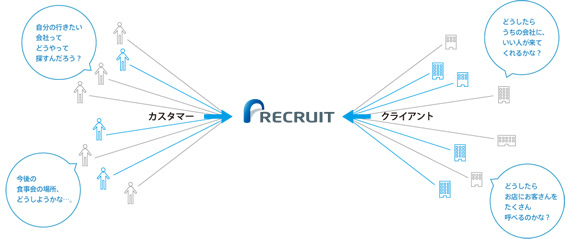 自分の行きたい
会社って
どうやって
探すんだろう？
どうしたら
うちの会社に、
いい人が来て
くれるかな？
カスタマー
RECRUIT
クライアント
今後の
食事会の場所、
どうしようかな…。
どうしたら
お店にお客さんを
たくさん
呼べるのかな？